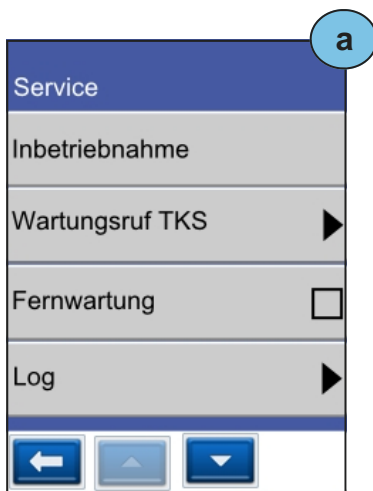 a
Service
Inbetriebnahme
Wartungsruf TKS
Fernwartung
Log